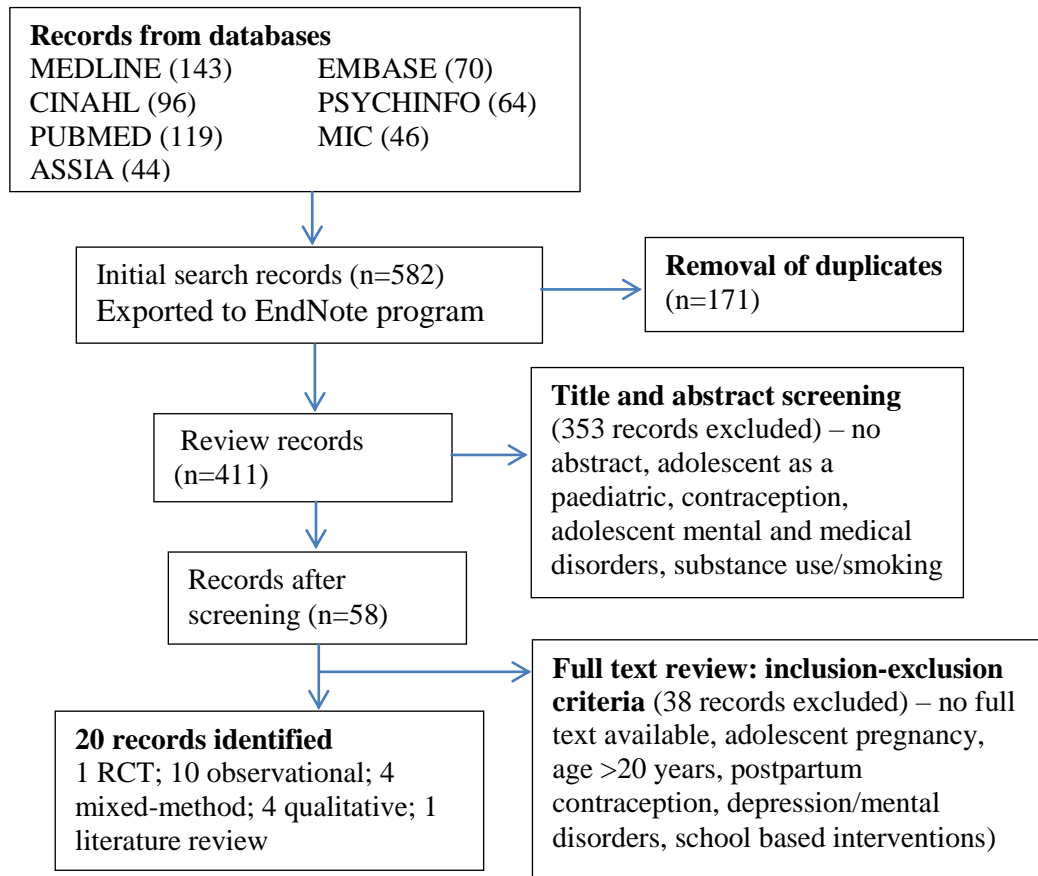 Records from databases
MEDLINE (143) EMBASE (70)
CINAHL (96) PSYCHINFO (64)
PUBMED (119) MIC (46)
ASSIA (44)
Initial search records (n=582)
Exported to EndNote program
Removal of duplicates
(n=171)
Review records
(n=411)
Title and abstract screening
(353 records excluded) – no
abstract, adolescent as a
paediatric, contraception,
adolescent mental and medical
disorders, substance use/smoking
Records after
screening (n=58)
Full text review: inclusion-exclusion
criteria (38 records excluded) – no full
text available, adolescent pregnancy,
age >20 years, postpartum
contraception, depression/mental
disorders, school based interventions)
20 records identified
1 RCT; 10 observational; 4
mixed-method; 4 qualitative; 1
literature review